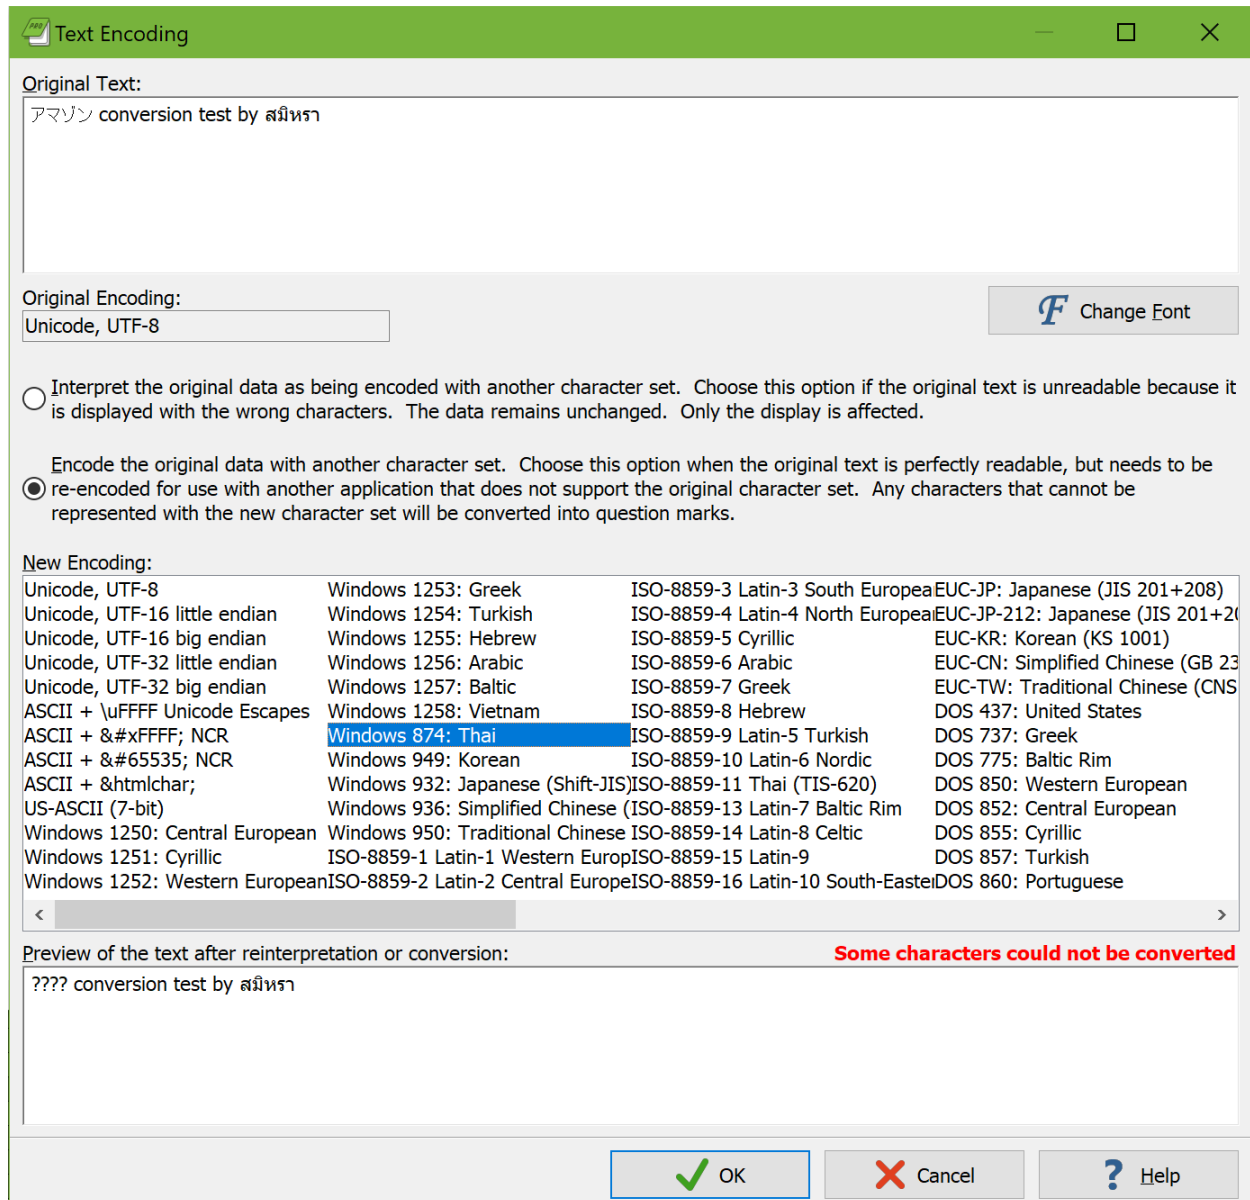 Text Encoding
Original Text:
アマゾン conversion test by สมิหรา
Original Encoding:
Unicode, UTF-8
Change Font
Interpret the original data as being encoded with another character set.  Choose this option if the original text is unreadable because it
is displayed with the wrong characters.  The data remains unchanged.  Only the display is affected.
Encode the original data with another character set.  Choose this option when the original text is perfectly readable, but needs to be
re-encoded for use with another application that does not support the original character set.  Any characters that cannot be
represented with the new character set will be converted into question marks.
New Encoding:
Unicode, UTF-8
Unicode, UTF-16 little endian
Unicode, UTF-16 big endian
Unicode, UTF-32 little endian
Unicode, UTF-32 big endian
ASCII + \uFFFF Unicode Escapes
ASCII + &#xFFFF; NCR
ASCII + &#65535; NCR
ASCII + &htmlchar;
US-ASCII (7-bit)
Windows 1250: Central European
Windows 1251: Cyrillic
Windows 1252: Western European
Windows 1253: Greek
Windows 1254: Turkish
Windows 1255: Hebrew
Windows 1256: Arabic
Windows 1257: Baltic
Windows 1258: Vietnam
Windows 874: Thai
Windows 949: Korean
Windows 932: Japanese (Shift-JIS)
Windows 936: Simplified Chinese (
Windows 950: Traditional Chinese
ISO-8859-1 Latin-1 Western Europ
ISO-8859-2 Latin-2 Central Europe
ISO-8859-3 Latin-3 South Europea
ISO-8859-4 Latin-4 North Europea
ISO-8859-5 Cyrillic
ISO-8859-6 Arabic
ISO-8859-7 Greek
ISO-8859-8 Hebrew
ISO-8859-9 Latin-5 Turkish
ISO-8859-10 Latin-6 Nordic
ISO-8859-11 Thai (TIS-620)
ISO-8859-13 Latin-7 Baltic Rim
ISO-8859-14 Latin-8 Celtic
ISO-8859-15 Latin-9
ISO-8859-16 Latin-10 South-Easte
EUC-JP: Japanese (JIS 201+208)
EUC-JP-212: Japanese (JIS 201+20
EUC-KR: Korean (KS 1001)
EUC-CN: Simplified Chinese (GB 23
EUC-TW: Traditional Chinese (CNS
DOS 437: United States
DOS 737: Greek
DOS 775: Baltic Rim
DOS 850: Western European
DOS 852: Central European
DOS 855: Cyrillic
DOS 857: Turkish
DOS 860: Portuguese
Preview of the text after reinterpretation or conversion:
Some characters could not be converted
???? conversion test by สมิหรา
OK
Cancel
Help